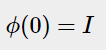 ϕ(0) = I